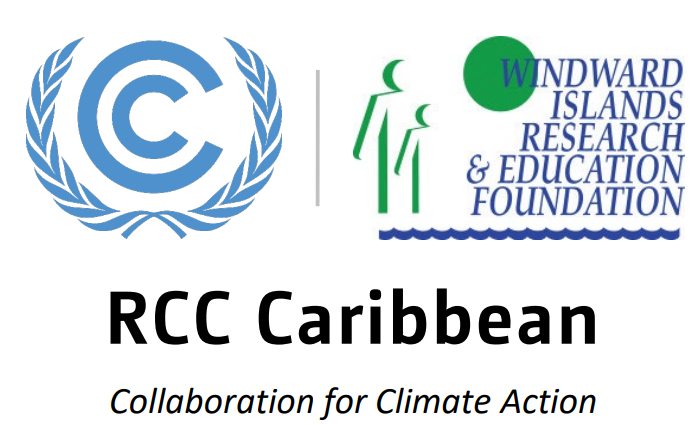 WINDWARD
ISLANDS
RESEARCH
& EDUCATION
FOUNDATION
RCC Caribbean
Collaboration for Climate Action